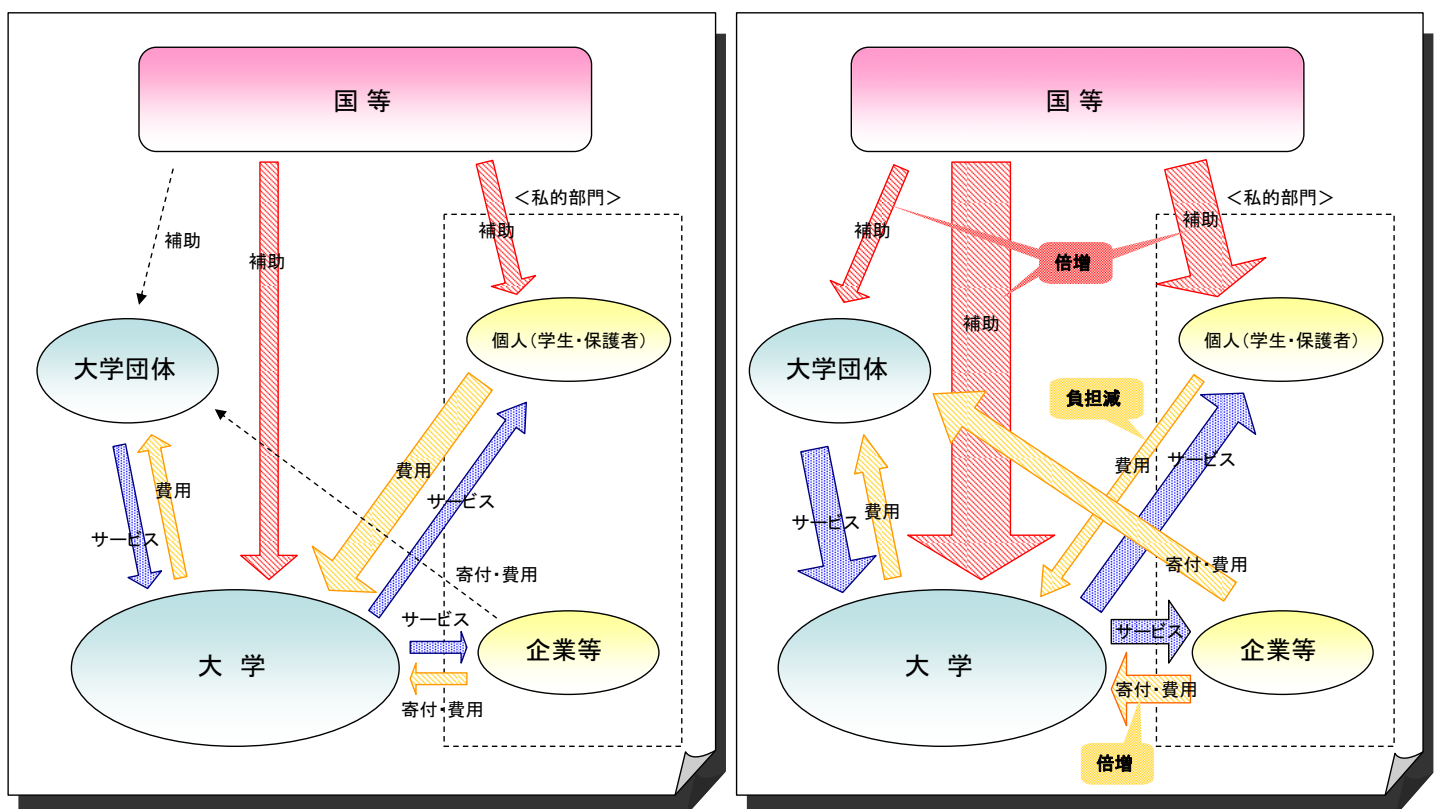 国 等
＜私的部門＞
補助
補助
補助
個人（学生・保護者）
大学団体
費用
サービス
費用
サービス
寄付・費用
サービス
企業等
大 学
寄付・費用
国 等
＜私的部門＞
補助
補助
倍増
補助
個人（学生・保護者）
大学団体
負担減
費用
サービス
費用
サービス
寄付・費用
サービス
企業等
大 学
寄付・費用
倍増